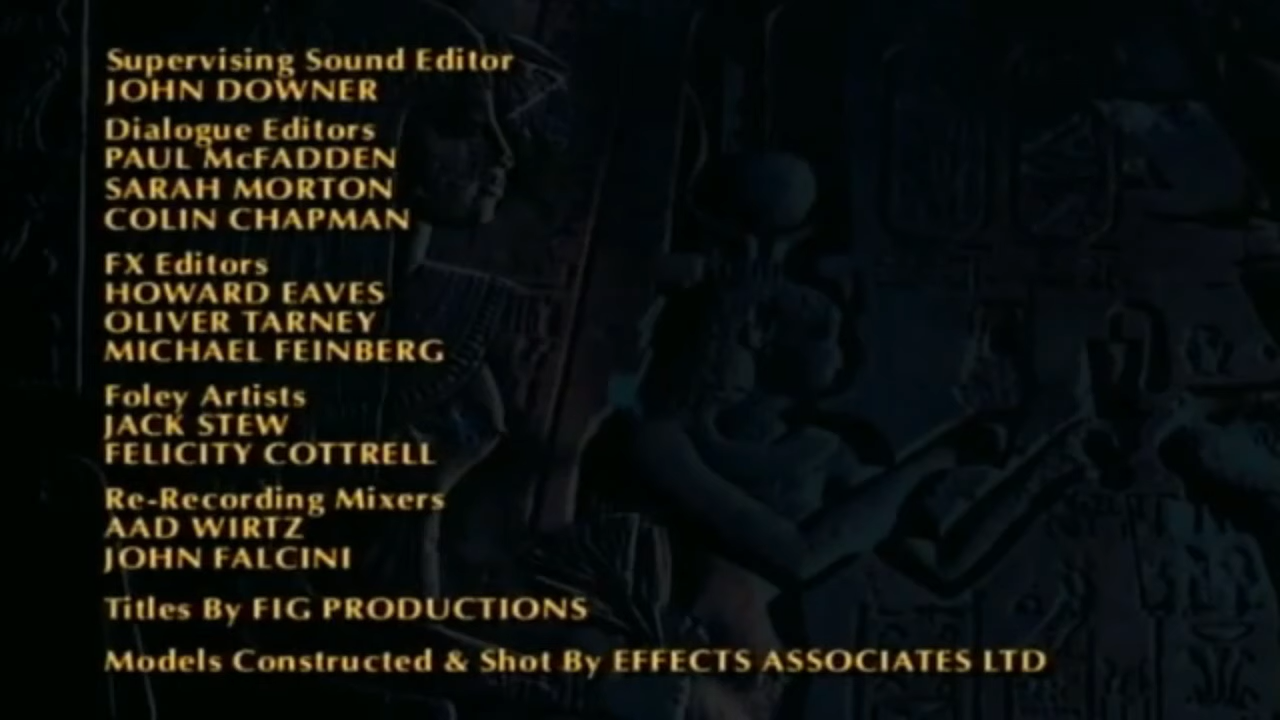 Supervising Sound Editor
JOHN DOWNER
Dialogue Editors
PAUL McFADDEN
SARAH MORTON
COLIN CHAPMAN
FX Editors
HOWARD EAVES
OLIVER TARNEY
MICHAEL FEINBERG
Foley Artists
JACK STEW
FELICITY COTTRELL
Re-Recording Mixers
AAD WIRTZ
JOHN FALCINI
Titles By FIG PRODUCTIONS
Models Constructed & Shot By EFFECTS ASSOCIATES LTD